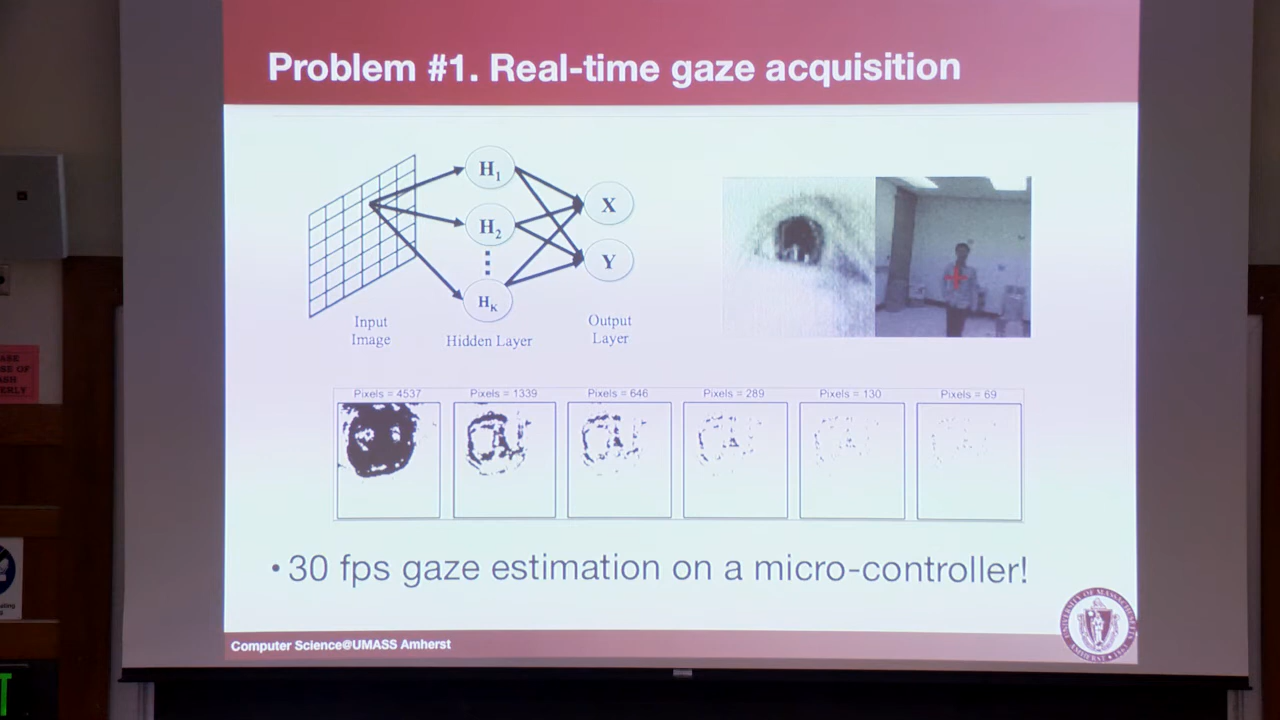 Problem #1. Real-time gaze acquisition
H1
H2
HK
X
Y
Input
Image
Hidden Layer
Output
Layer
Pixels = 4537
Pixels = 1339
Pixels = 646
Pixels = 289
Pixels = 130
Pixels = 69
• 30 fps gaze estimation on a micro-controller!
Computer Science@UMASS Amherst